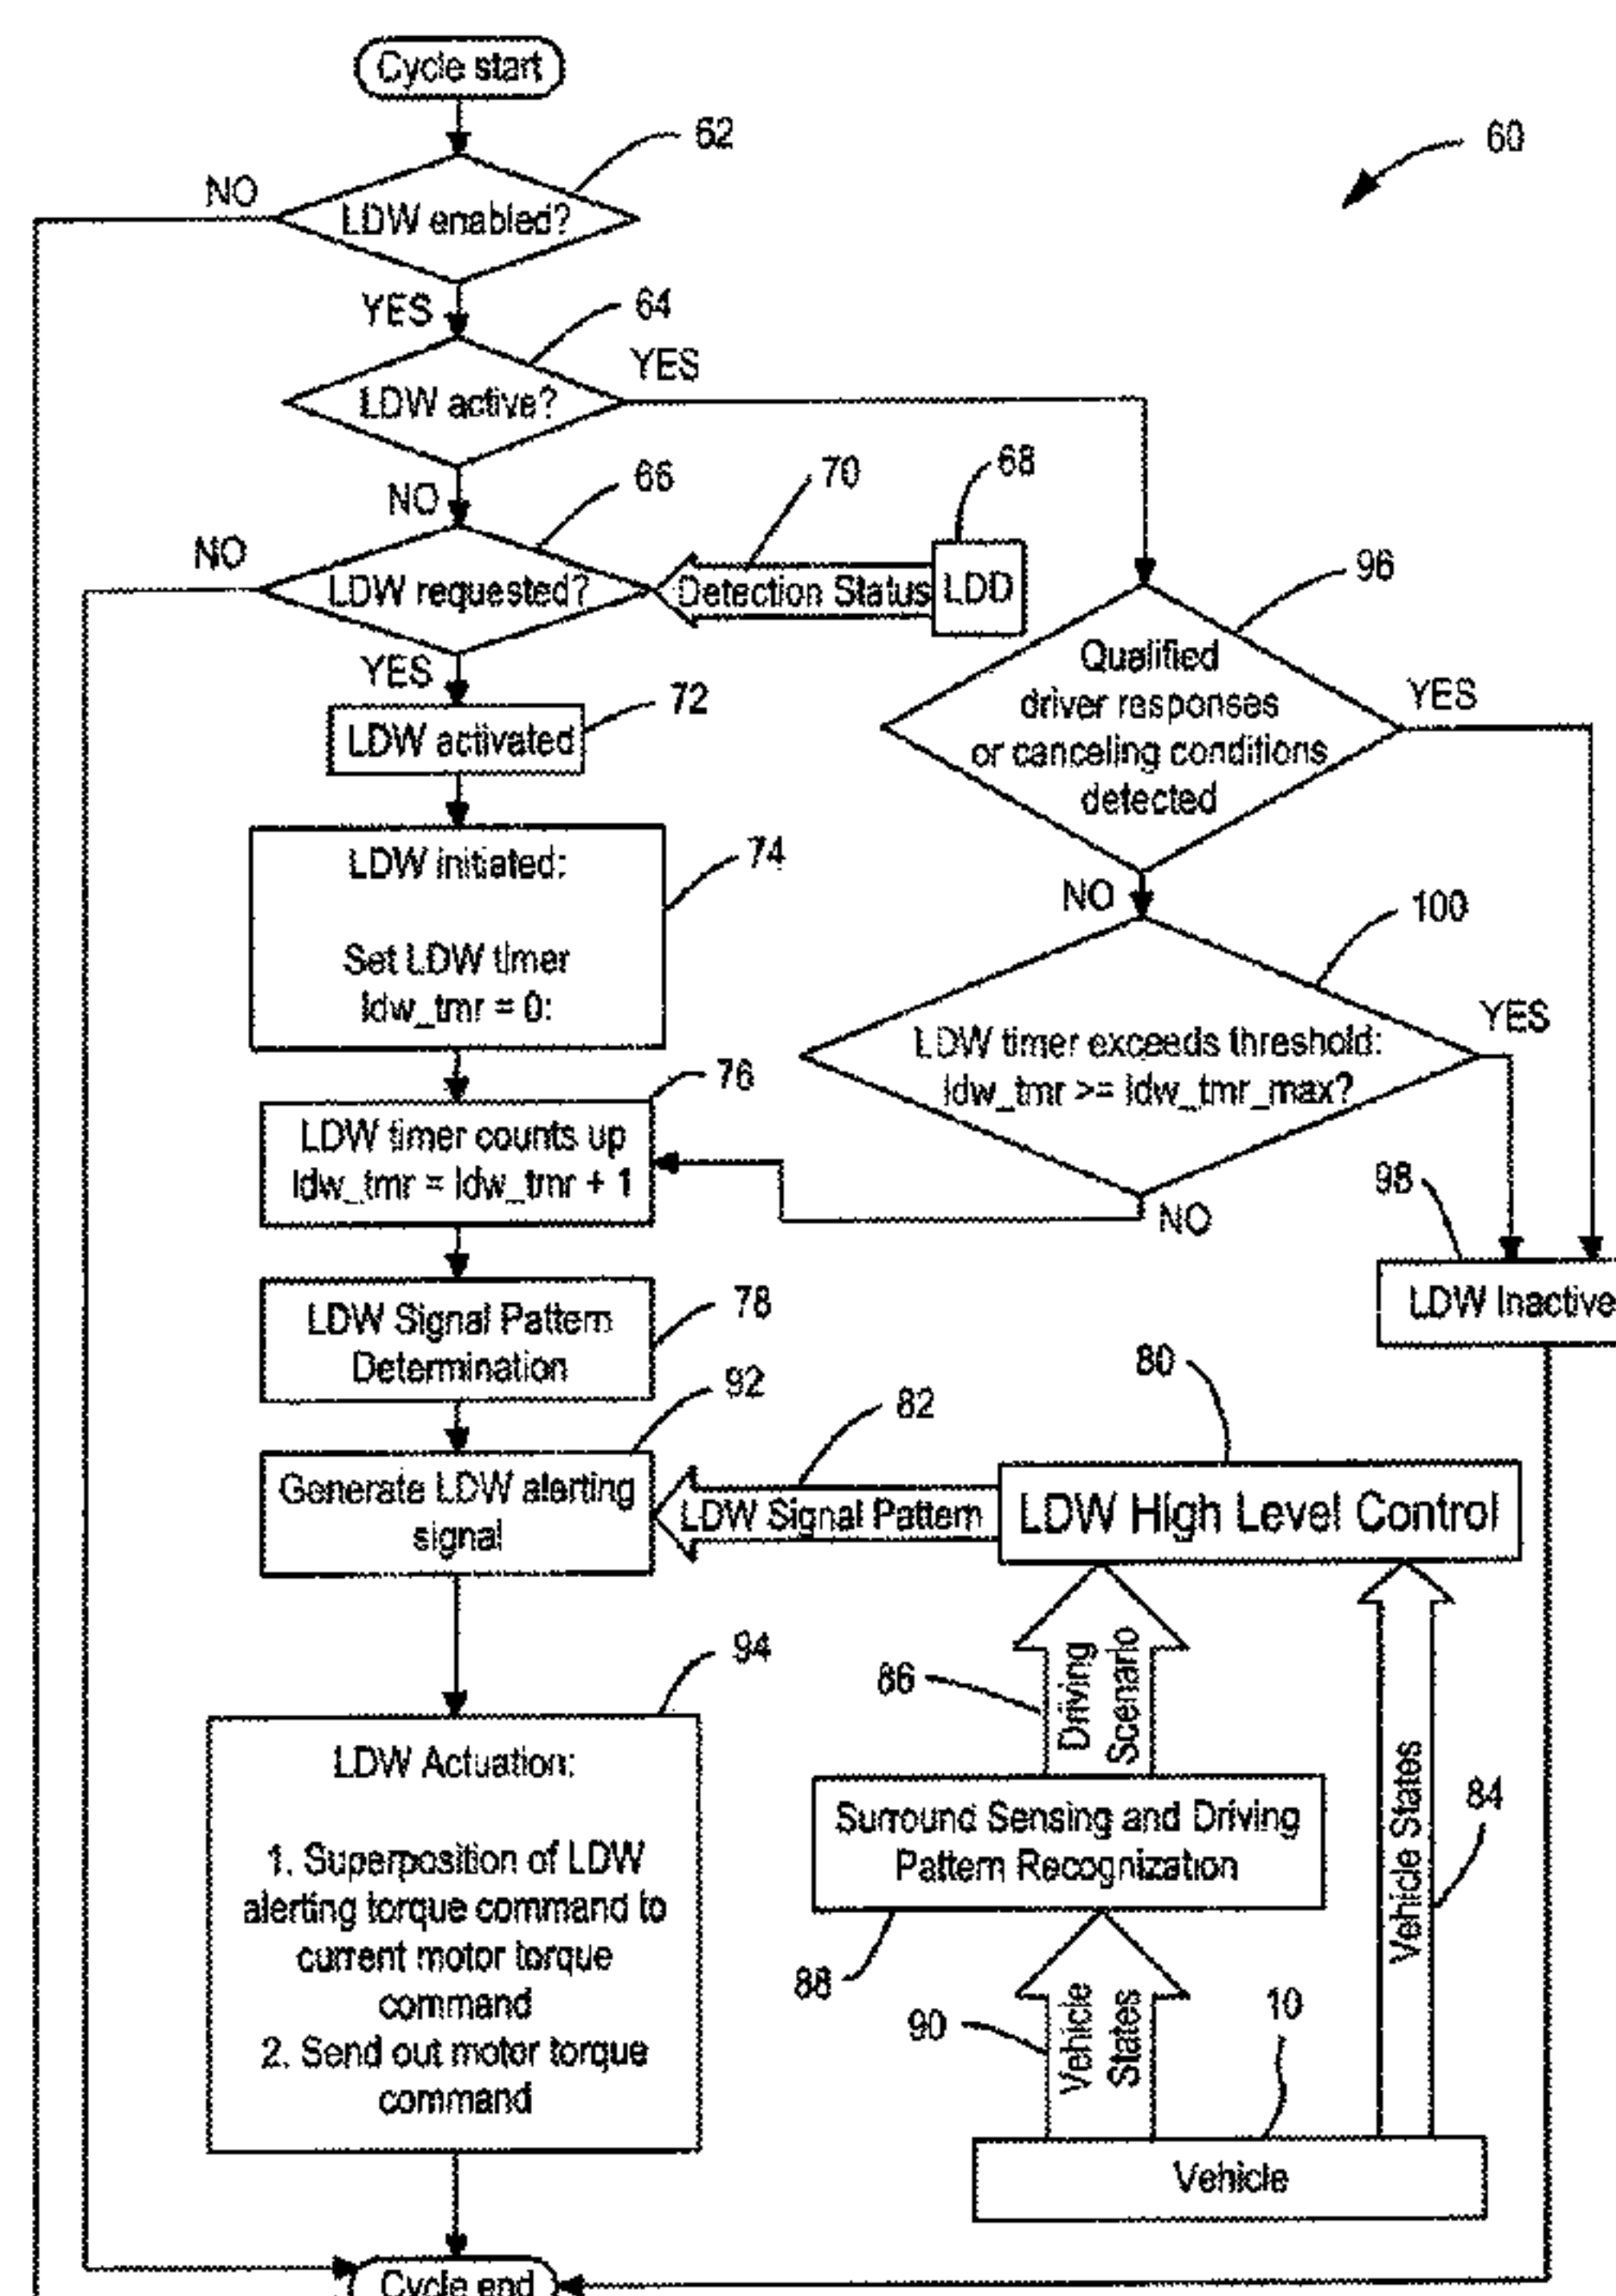 Cycle start
62
60
NO
LDW enabled?
YES
64
YES
LDW active?
NO
66
70
68
NO
LDW requested?
Detection Status
LDD
96
YES
72
LDW activated
Qualified
driver responses
or canceling conditions
detected
YES
LDW initiated:
Set LDW timer
ldw_tmr = 0:
74
NO
100
LDW timer exceeds threshold:
ldw_tmr >= ldw_tmr_max?
YES
76
LDW timer counts up
ldw_tmr = ldw_tmr + 1
NO
98
LDW Inactive
LDW Signal Pattern
Determination
78
92
82
80
Generate LDW alerting
signal
LDW Signal Pattern
LDW High Level Control
94
86
Driving
Scenario
LDW Actuation:
1. Superposition of LDW
alerting torque command to
current motor torque
command
2. Send out motor torque
command
Surround Sensing and Driving
Pattern Recognization
Vehicle States
84
88
90
Vehicle
States
10
Vehicle
Cycle end